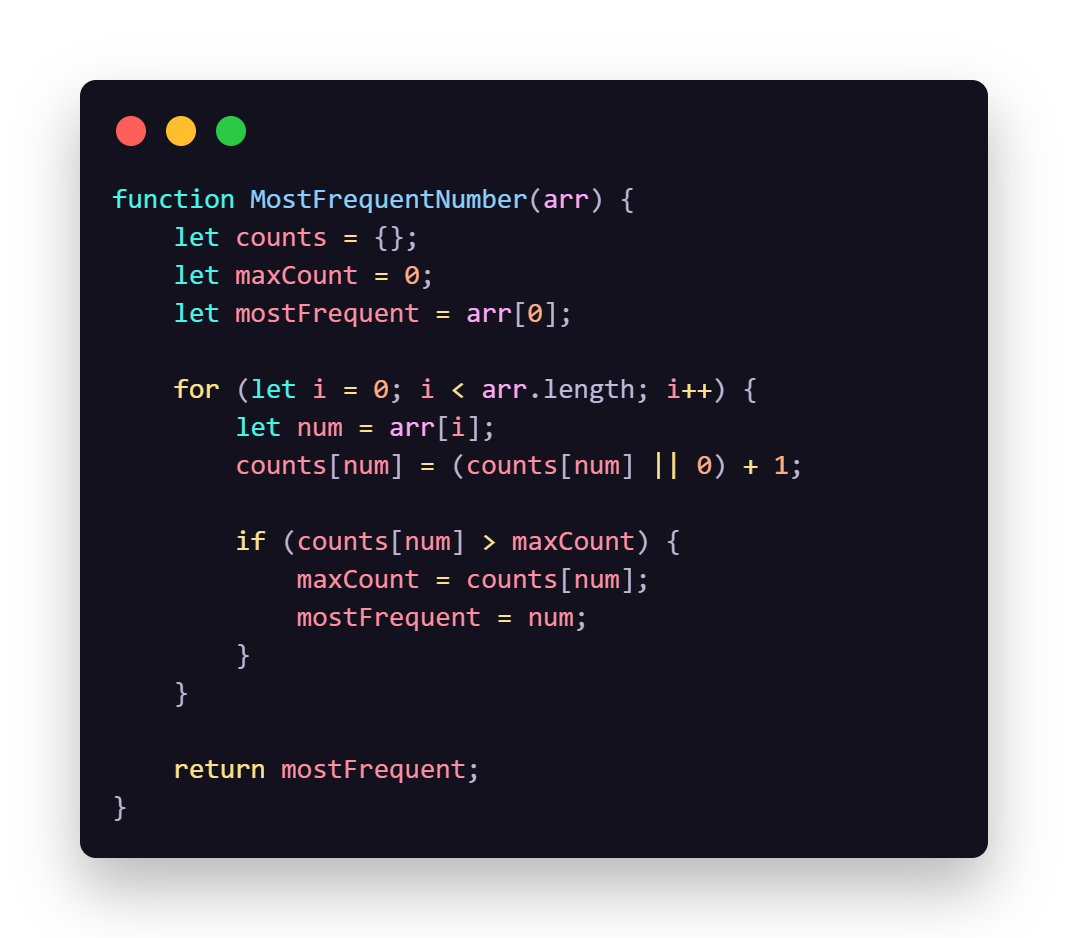 function MostFrequentNumber(arr) {
    let counts = {};
    let maxCount = 0;
    let mostFrequent = arr[0];

    for (let i = 0; i < arr.length; i++) {
        let num = arr[i];
        counts[num] = (counts[num] || 0) + 1;

        if (counts[num] > maxCount) {
            maxCount = counts[num];
            mostFrequent = num;
        }
    }

    return mostFrequent;
}